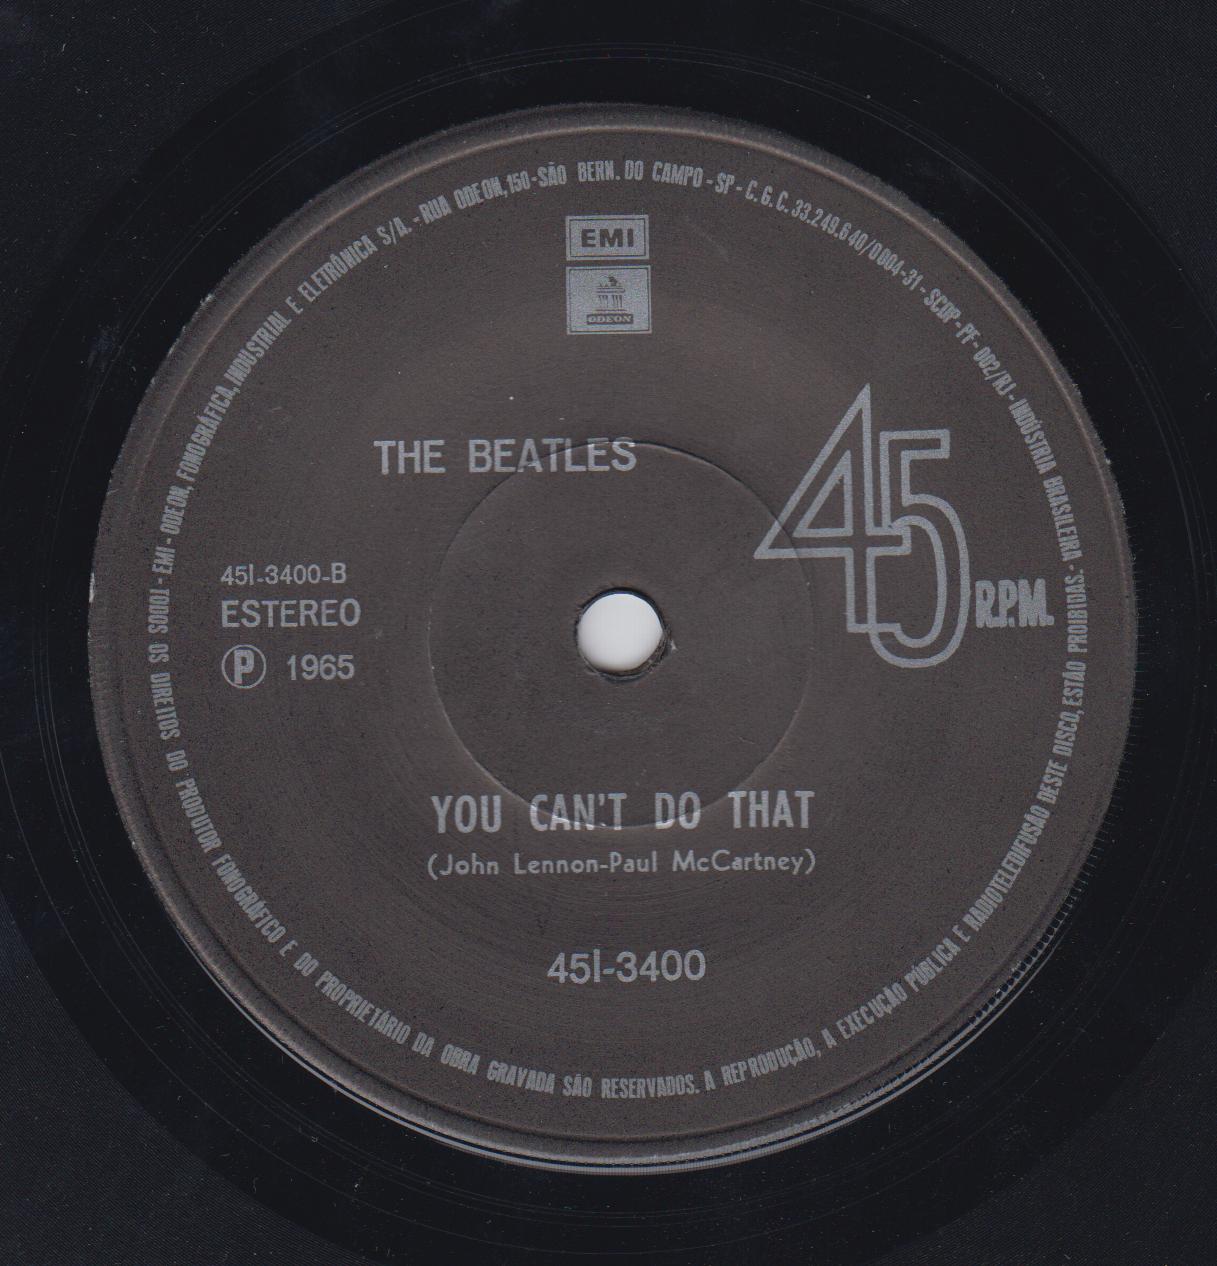 EMI
ODEON
THE BEATLES
45 R.P.M.
45I-3400-B
ESTEREO
Ⓟ 1965
YOU CAN'T DO THAT
(John Lennon-Paul McCartney)
45I-3400
EMI - ODEON, FONOGRÁFICA, INDUSTRIAL E ELETRÔNICA S/A. - RUA ODEON, 150 - SÃO BERN. DO CAMPO - SP - C.G.C. 33.249.640/0004-31 - SCDP - PF - 002/RJ - INDÚSTRIA BRASILEIRA -
TODOS OS DIREITOS DO PRODUTOR FONOGRÁFICO E DO PROPRIETÁRIO DA OBRA GRAVADA SÃO RESERVADOS. A REPRODUÇÃO, A EXECUÇÃO PÚBLICA E RADIOTELEDIFUSÃO DESTE DISCO, ESTÃO PROIBIDAS.